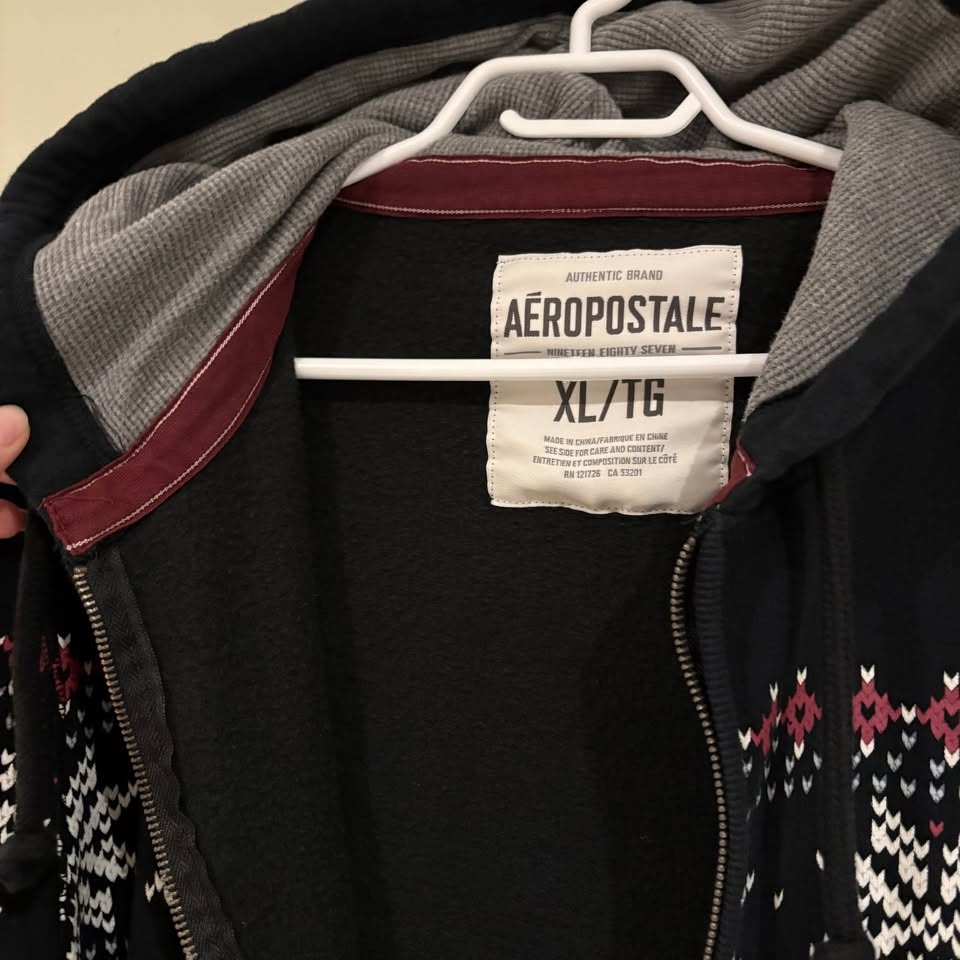 AUTHENTIC BRAND
AÉROPOSTALE
NINETEEN EIGHTY SEVEN
XL/TG
MADE IN CHINA/FABRIQUE EN CHINE
SEE SIDE FOR CARE AND CONTENT/
ENTRETIEN ET COMPOSITION SUR LE CÔTÉ
RN 121726 CA 53201